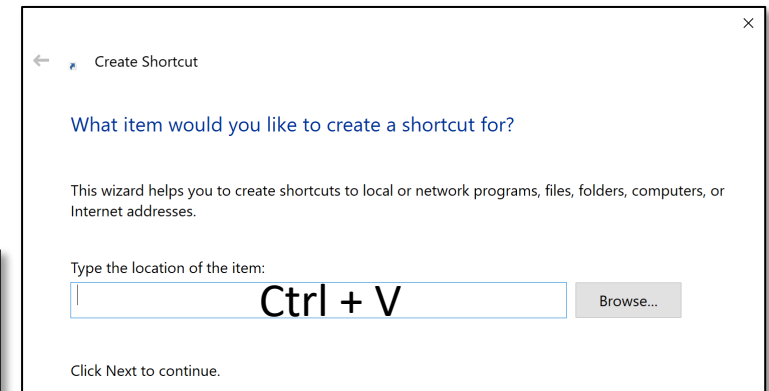 Create Shortcut
What item would you like to create a shortcut for?
This wizard helps you to create shortcuts to local or network programs, files, folders, computers, or
Internet addresses.
Type the location of the item:
Ctrl + V
Browse...
Click Next to continue.